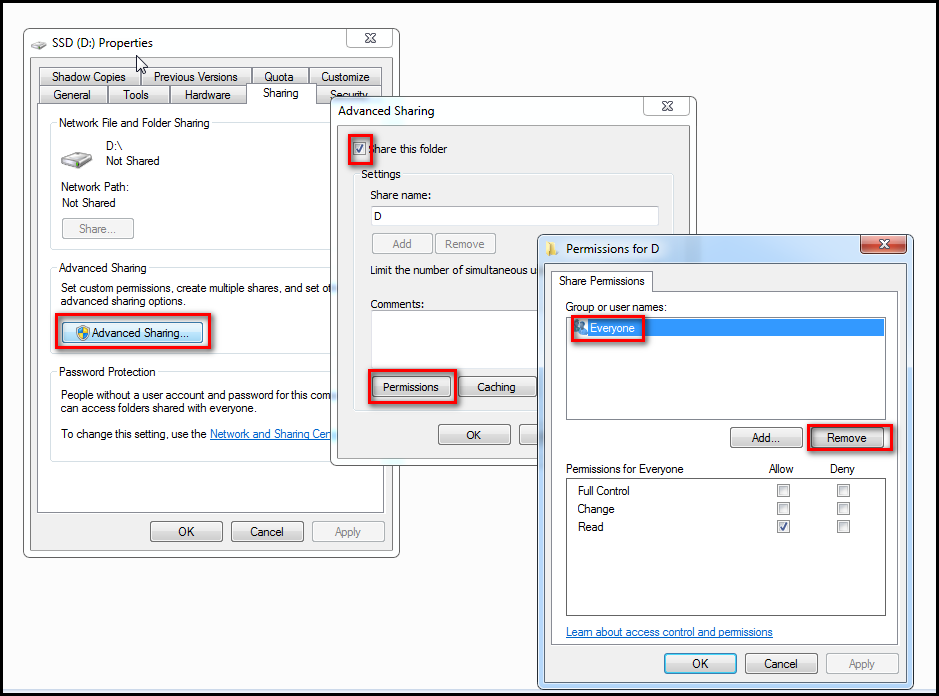 SSD (D:) Properties
Shadow Copies
Previous Versions
Quota
Customize
General
Tools
Hardware
Sharing
Security
Network File and Folder Sharing
D:\
Not Shared
Network Path:
Not Shared
Share...
Advanced Sharing
Set custom permissions, create multiple shares, and set ot
advanced sharing options.
Advanced Sharing...
Password Protection
People without a user account and password for this com
can access folders shared with everyone.
To change this setting, use the Network and Sharing Cen
OK
Cancel
Apply
Advanced Sharing
Share this folder
Settings
Share name:
D
Add
Remove
Limit the number of simultaneous u
Comments:
Permissions
Caching
OK
Permissions for D
Share Permissions
Group or user names:
Everyone
Add...
Remove
Permissions for Everyone
Allow
Deny
Full Control
Change
Read
Learn about access control and permissions
OK
Cancel
Apply